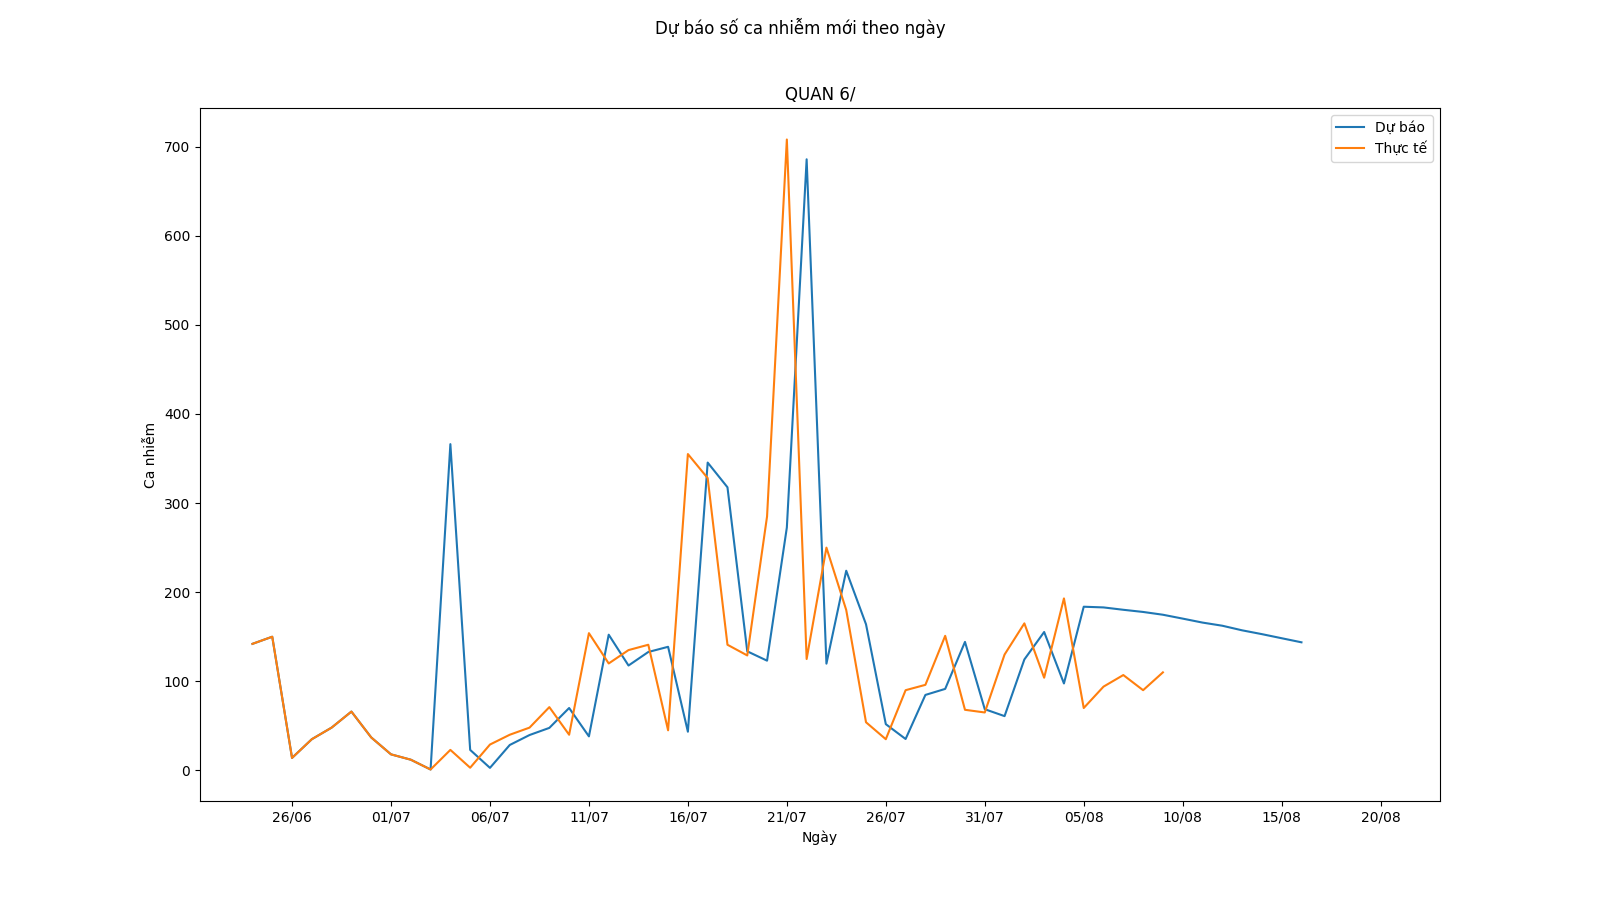 Dự báo số ca nhiễm mới theo ngày
QUAN 6/
Dự báo
Thực tế
700
600
500
400
300
200
100
0
Ca nhiễm
26/06 01/07 06/07 11/07 16/07 21/07 26/07 31/07 05/08 10/08 15/08 20/08
Ngày